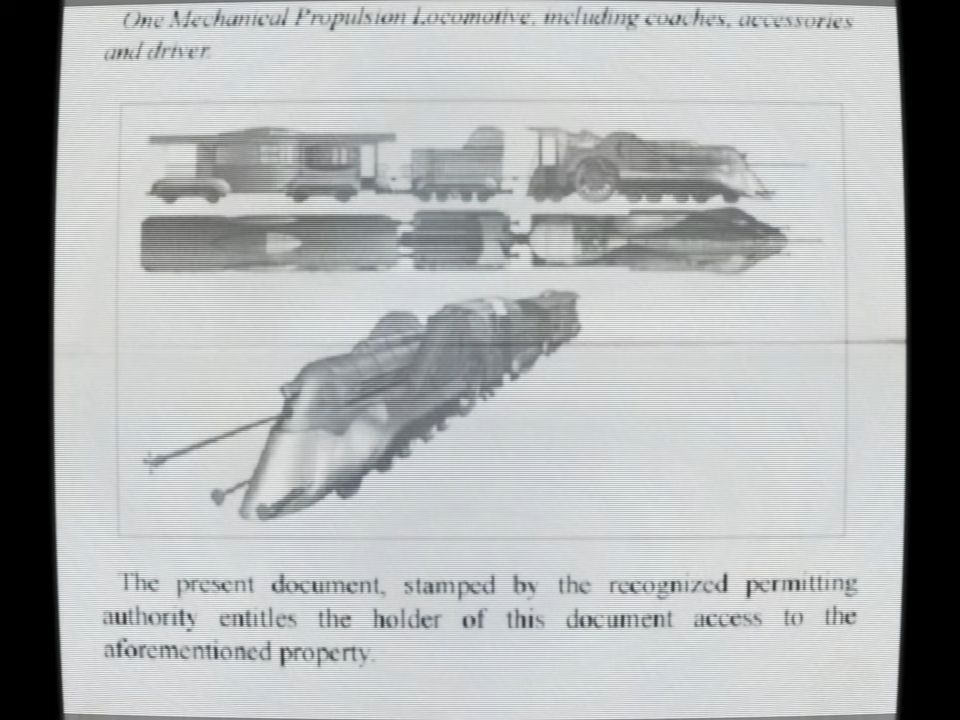 One Mechanical Propulsion Locomotive, including coaches, accessories
and driver.
The present document, stamped by the recognized permitting
authority entitles the holder of this document access to the
aforementioned property.